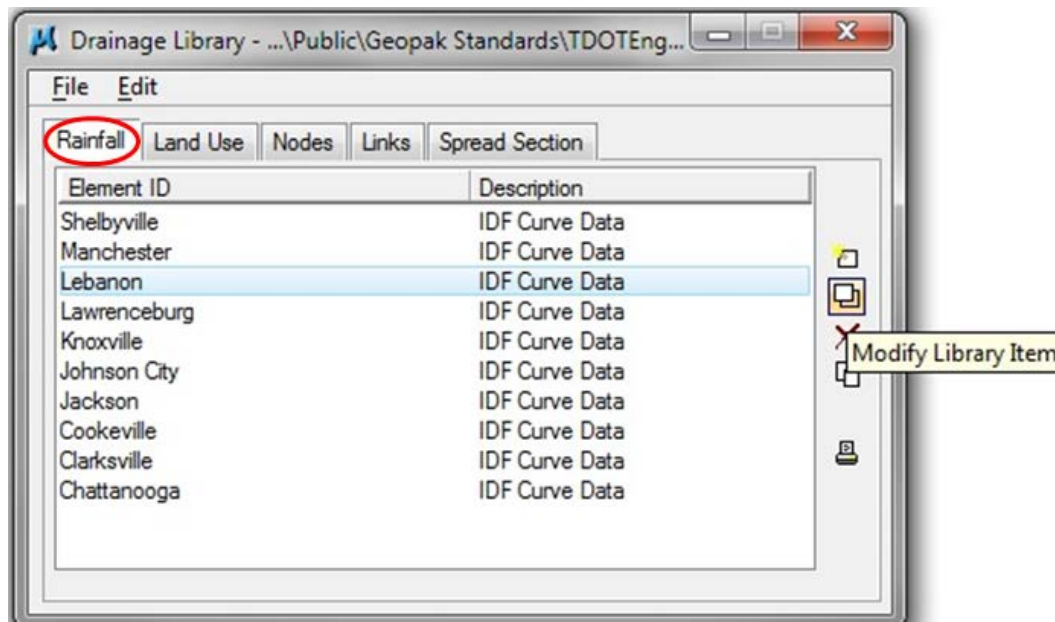 Drainage Library - ...\Public\Geopak Standards\TDOTEng...
File Edit
Rainfall Land Use Nodes Links Spread Section
Element ID Description
Shelbyville IDF Curve Data
Manchester IDF Curve Data
Lebanon IDF Curve Data
Lawrenceburg IDF Curve Data
Knoxville IDF Curve Data
Modify Library Item
Johnson City IDF Curve Data
Jackson IDF Curve Data
Cookeville IDF Curve Data
Clarksville IDF Curve Data
Chattanooga IDF Curve Data